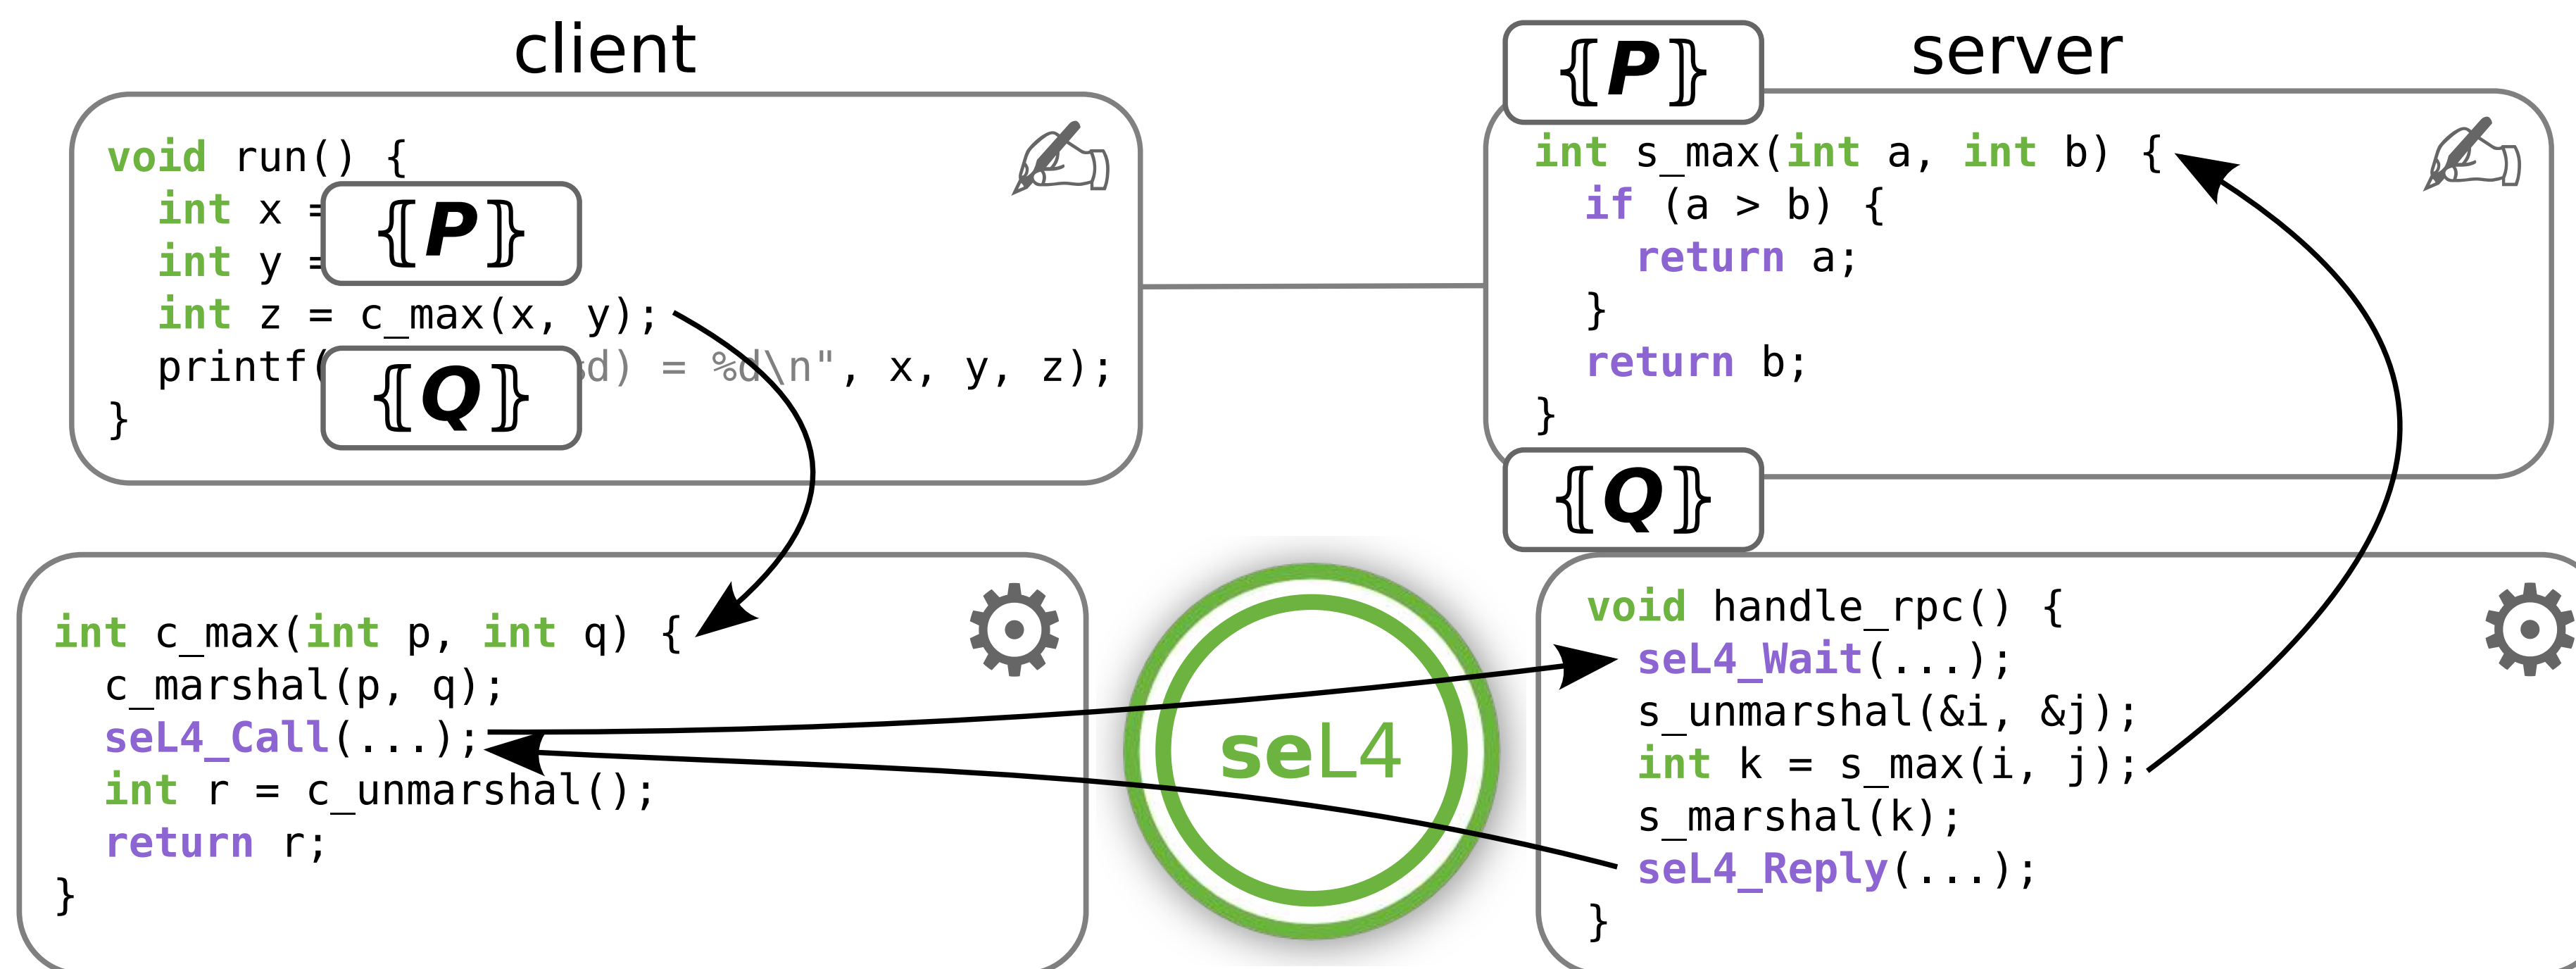 client
void run() {
int x =
{[P]}
int y =
int z = c_max(x, y);
printf(
{[Q]}
d) = %d\n", x, y, z);
}
server
{[P]}
int s_max(int a, int b) {
if (a > b) {
return a;
}
return b;
}
{[Q]}
int c_max(int p, int q) {
c_marshal(p, q);
seL4_Call(...);
int r = c_unmarshal();
return r;
}
seL4
void handle_rpc() {
seL4_Wait(...);
s_unmarshal(&i, &j);
int k = s_max(i, j);
s_marshal(k);
seL4_Reply(...);
}